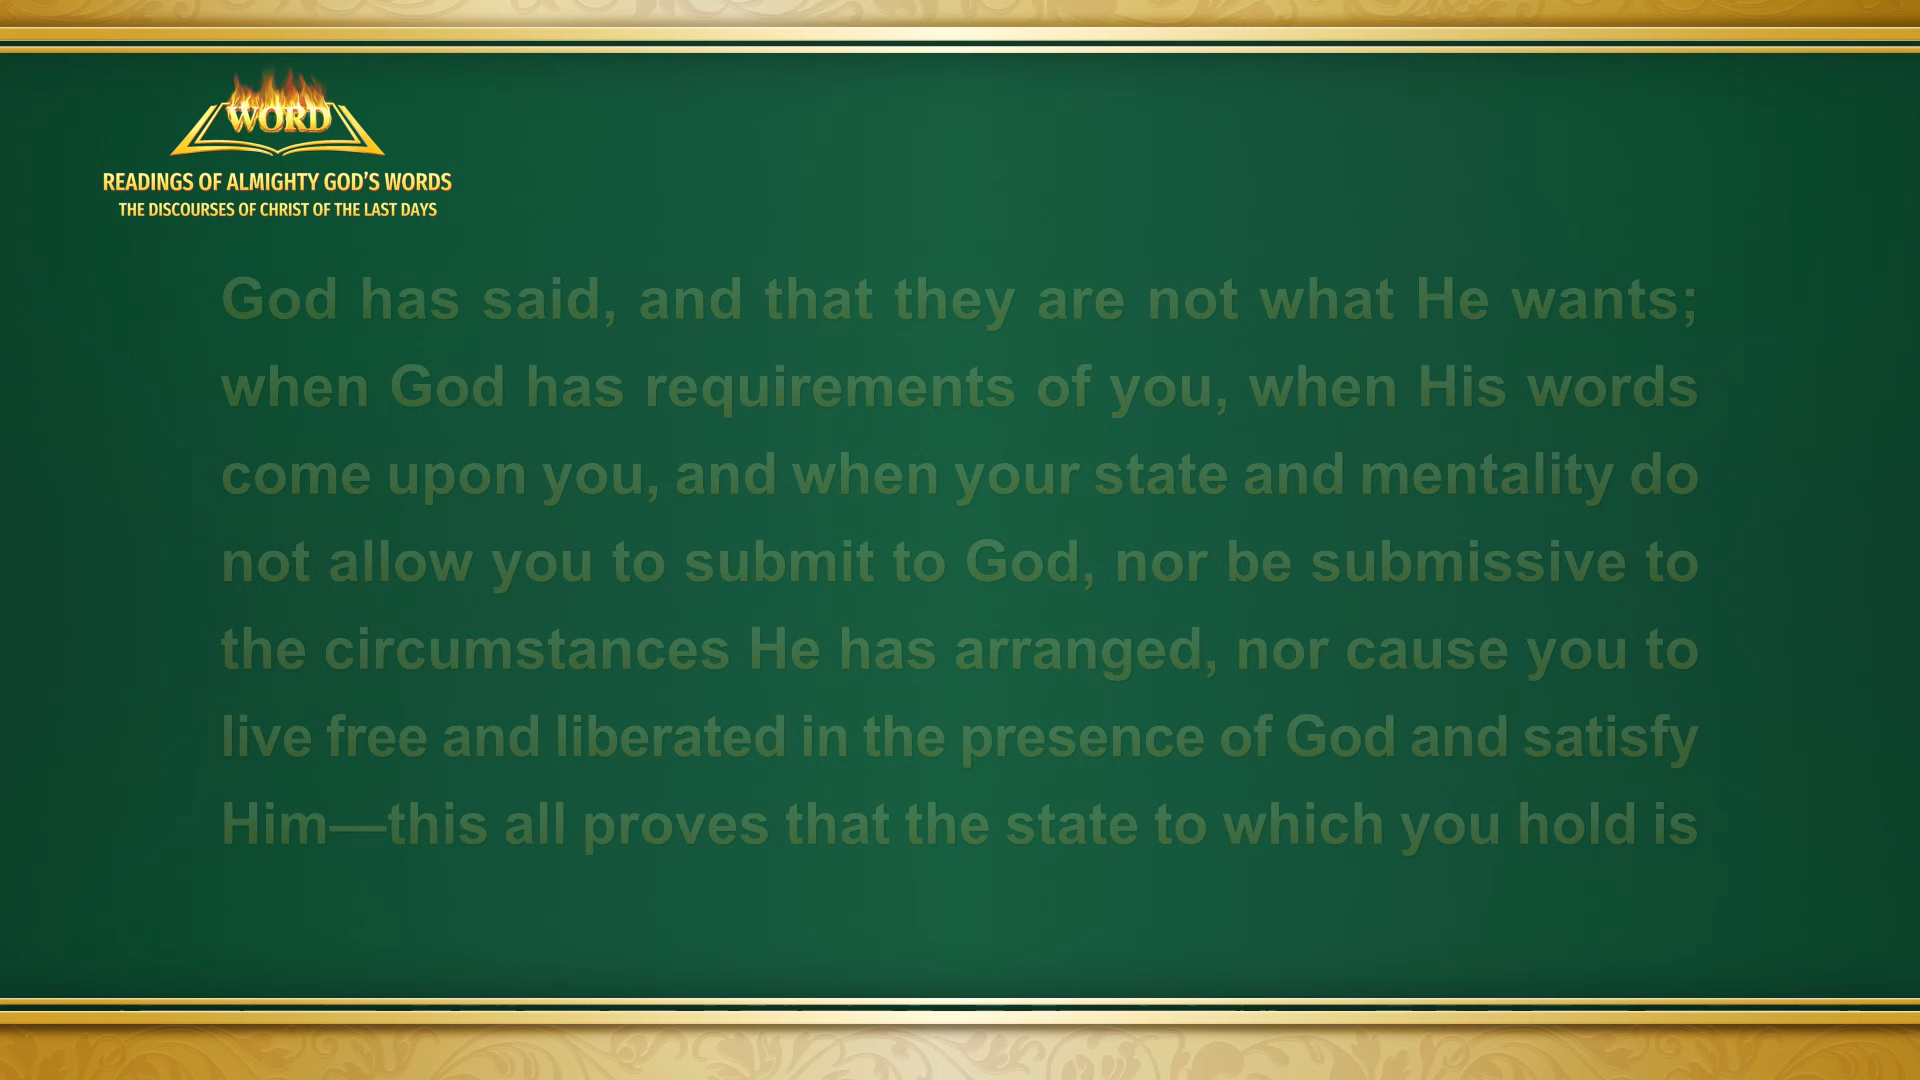 WORD
READINGS OF ALMIGHTY GOD'S WORDS
THE DISCOURSES OF CHRIST OF THE LAST DAYS
God has said, and that they are not what He wants;
when God has requirements of you, when His words
come upon you, and when your state and mentality do
not allow you to submit to God, nor be submissive to
the circumstances He has arranged, nor cause you to
live free and liberated in the presence of God and satisfy
Him—this all proves that the state to which you hold is